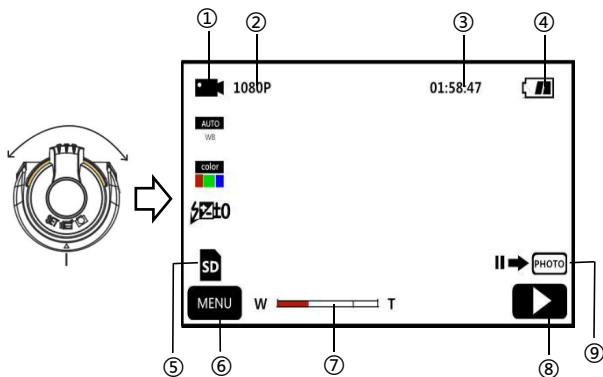 ① ② ③ ④
1080P 01:58:47
AUTO
WB
color
±0
SD
PHOTO
MENU W T
⑤ ⑥ ⑦ ⑧ ⑨